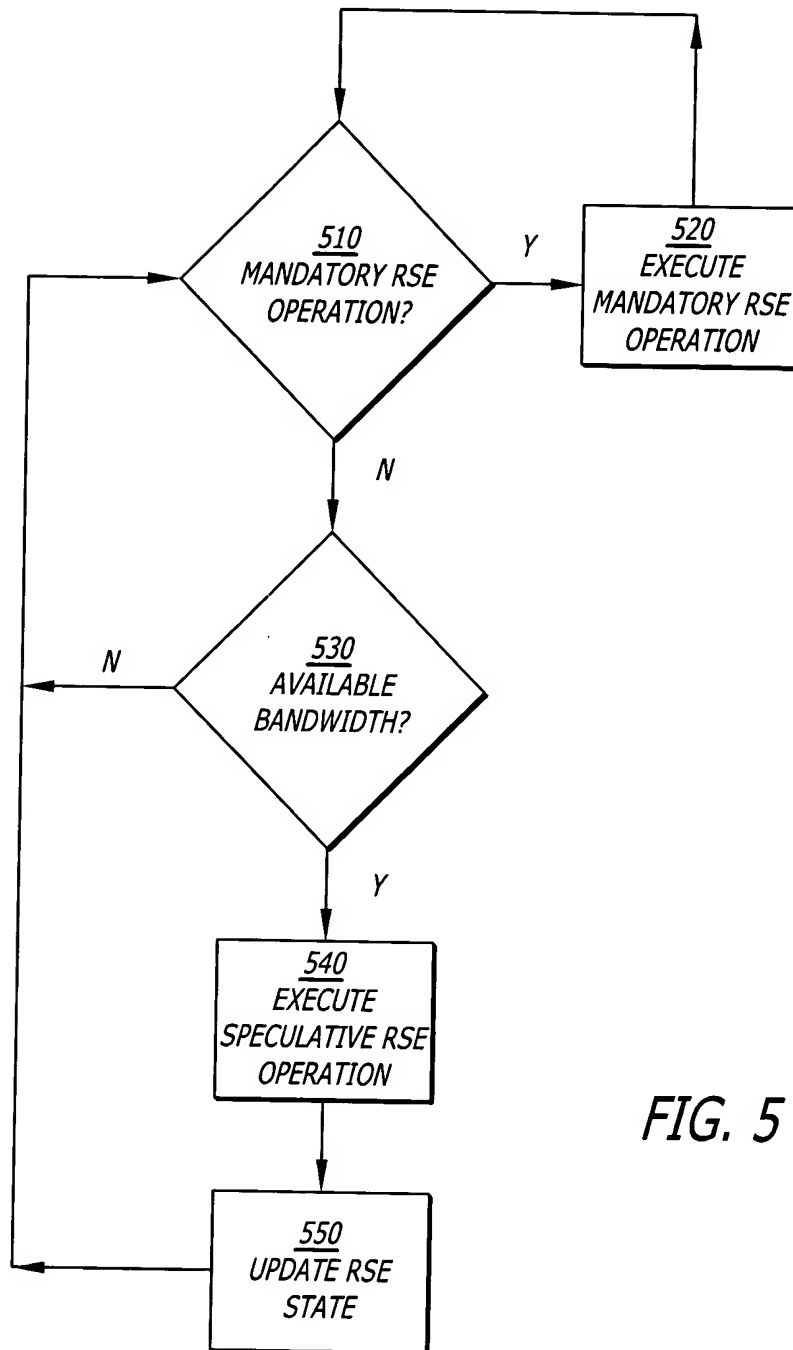 510
MANDATORY RSE
OPERATION?
Y
520
EXECUTE
MANDATORY RSE
OPERATION
N
530
AVAILABLE
BANDWIDTH?
N
Y
540
EXECUTE
SPECULATIVE RSE
OPERATION
FIG. 5
550
UPDATE RSE
STATE